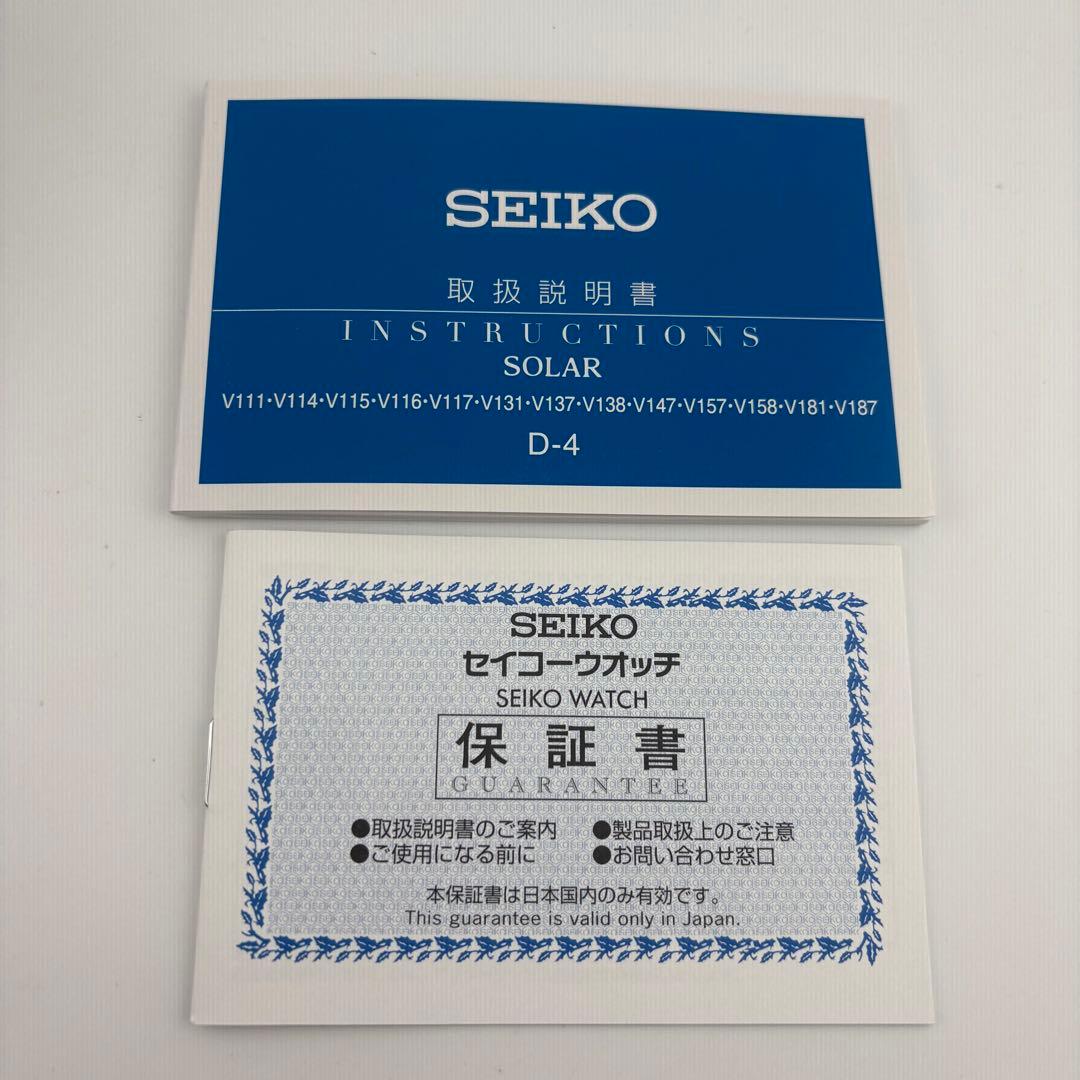 SEIKO
取扱説明書
INSTRUCTIONS
SOLAR
V111・V114・V115・V116・V117・V131・V137・V138・V147・V157・V158・V181・V187
D-4
SEIKO
セイコーウオッチ
SEIKO WATCH
保証書
GUARANTEE
●取扱説明書のご案内 ●製品取扱上のご注意
●ご使用になる前に ●お問い合わせ窓口
本保証書は日本国内のみ有効です。
This guarantee is valid only in Japan.